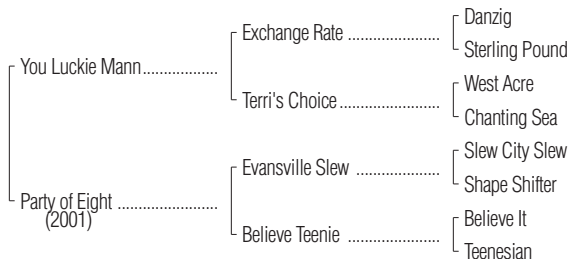 Danzig
Exchange Rate ....................
Sterling Pound
You Luckie Mann................
West Acre
Terri's Choice......................
Chanting Sea
Slew City Slew
Evansville Slew ..................
Shape Shifter
Party of Eight .....................
(2001)
Believe It
Believe Teenie ....................
Teenesian